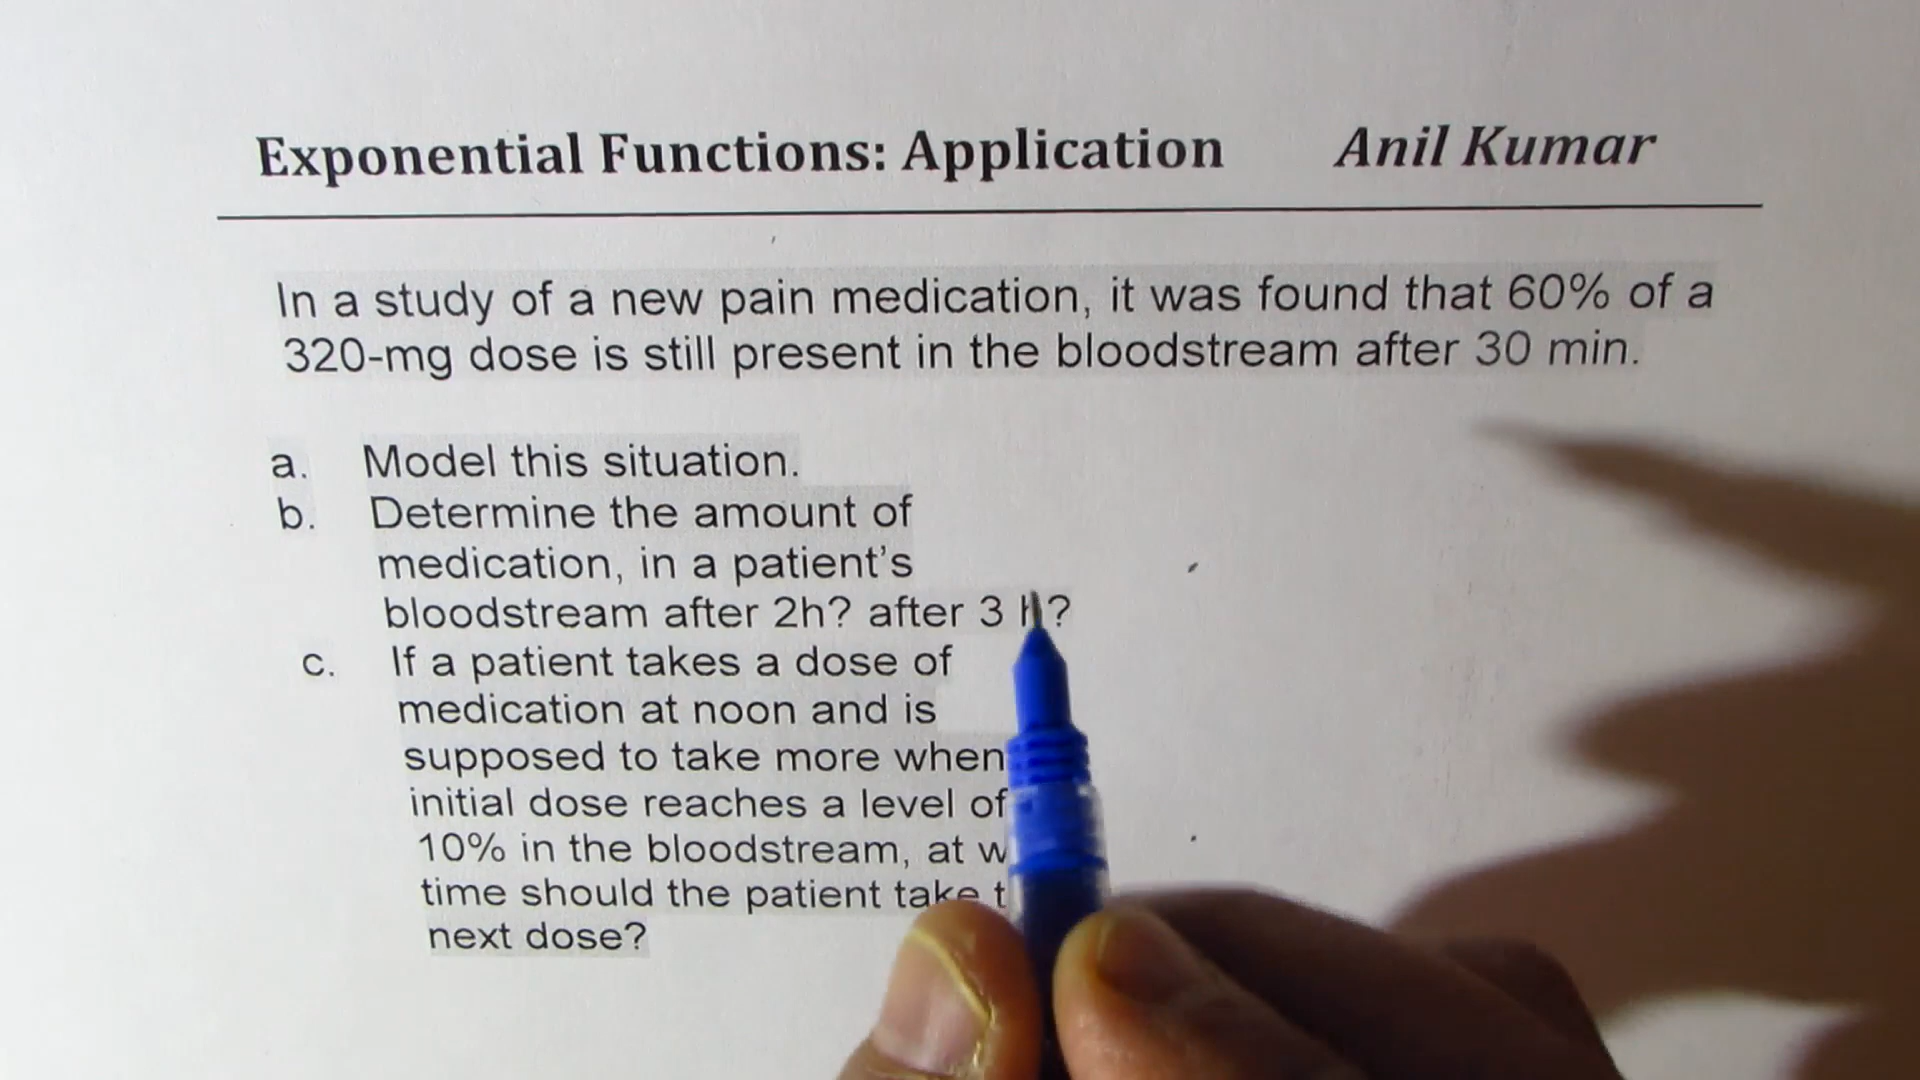 Exponential Functions: Application Anil Kumar
In a study of a new pain medication, it was found that 60% of a
320-mg dose is still present in the bloodstream after 30 min.
a. Model this situation.
b. Determine the amount of
medication, in a patient's
bloodstream after 2h? after 3 h?
c. If a patient takes a dose of
medication at noon and is
supposed to take more when
initial dose reaches a level of
10% in the bloodstream, at
time should the patient take
next dose?